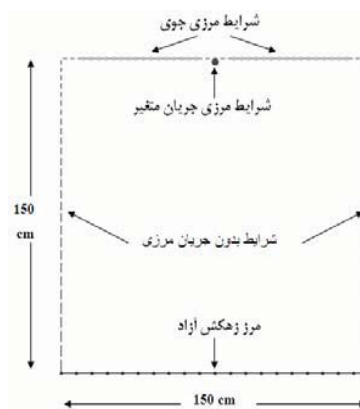 شرایط مرزی جوی
شرایط مرزی جریان متغیر
150
cm
شرایط بدون جریان مرزی
مرز زهکش آزاد
150 cm